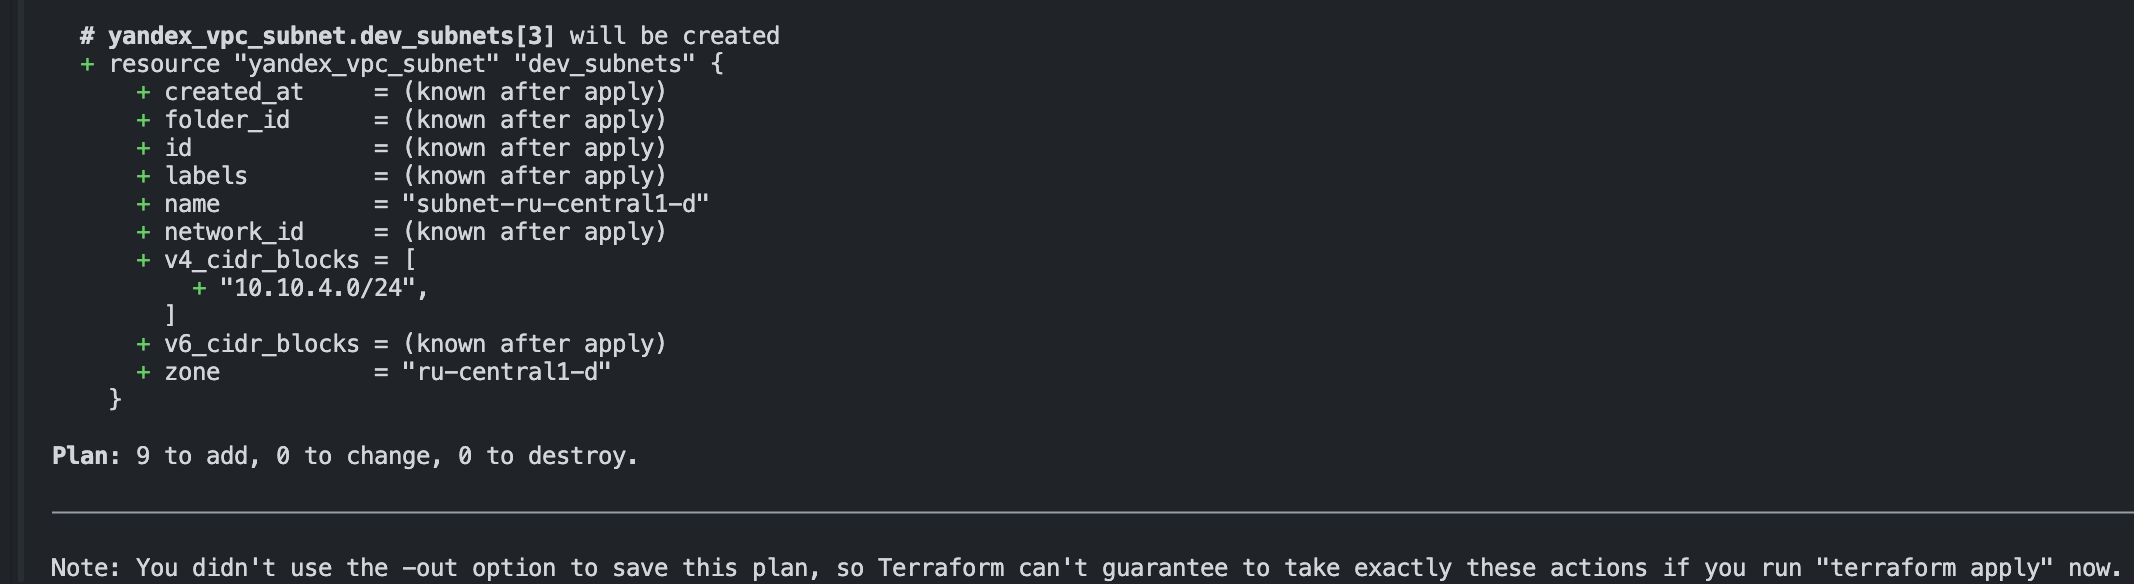 # yandex_vpc_subnet.dev_subnets[3] will be created
+ resource "yandex_vpc_subnet" "dev_subnets" {
+ created_at     = (known after apply)
+ folder_id      = (known after apply)
+ id             = (known after apply)
+ labels         = (known after apply)
+ name           = "subnet-ru-central1-d"
+ network_id     = (known after apply)
+ v4_cidr_blocks = [
+ "10.10.4.0/24",
]
+ v6_cidr_blocks = (known after apply)
+ zone           = "ru-central1-d"
}
Plan: 9 to add, 0 to change, 0 to destroy.
Note: You didn't use the -out option to save this plan, so Terraform can't guarantee to take exactly these actions if you run "terraform apply" now.